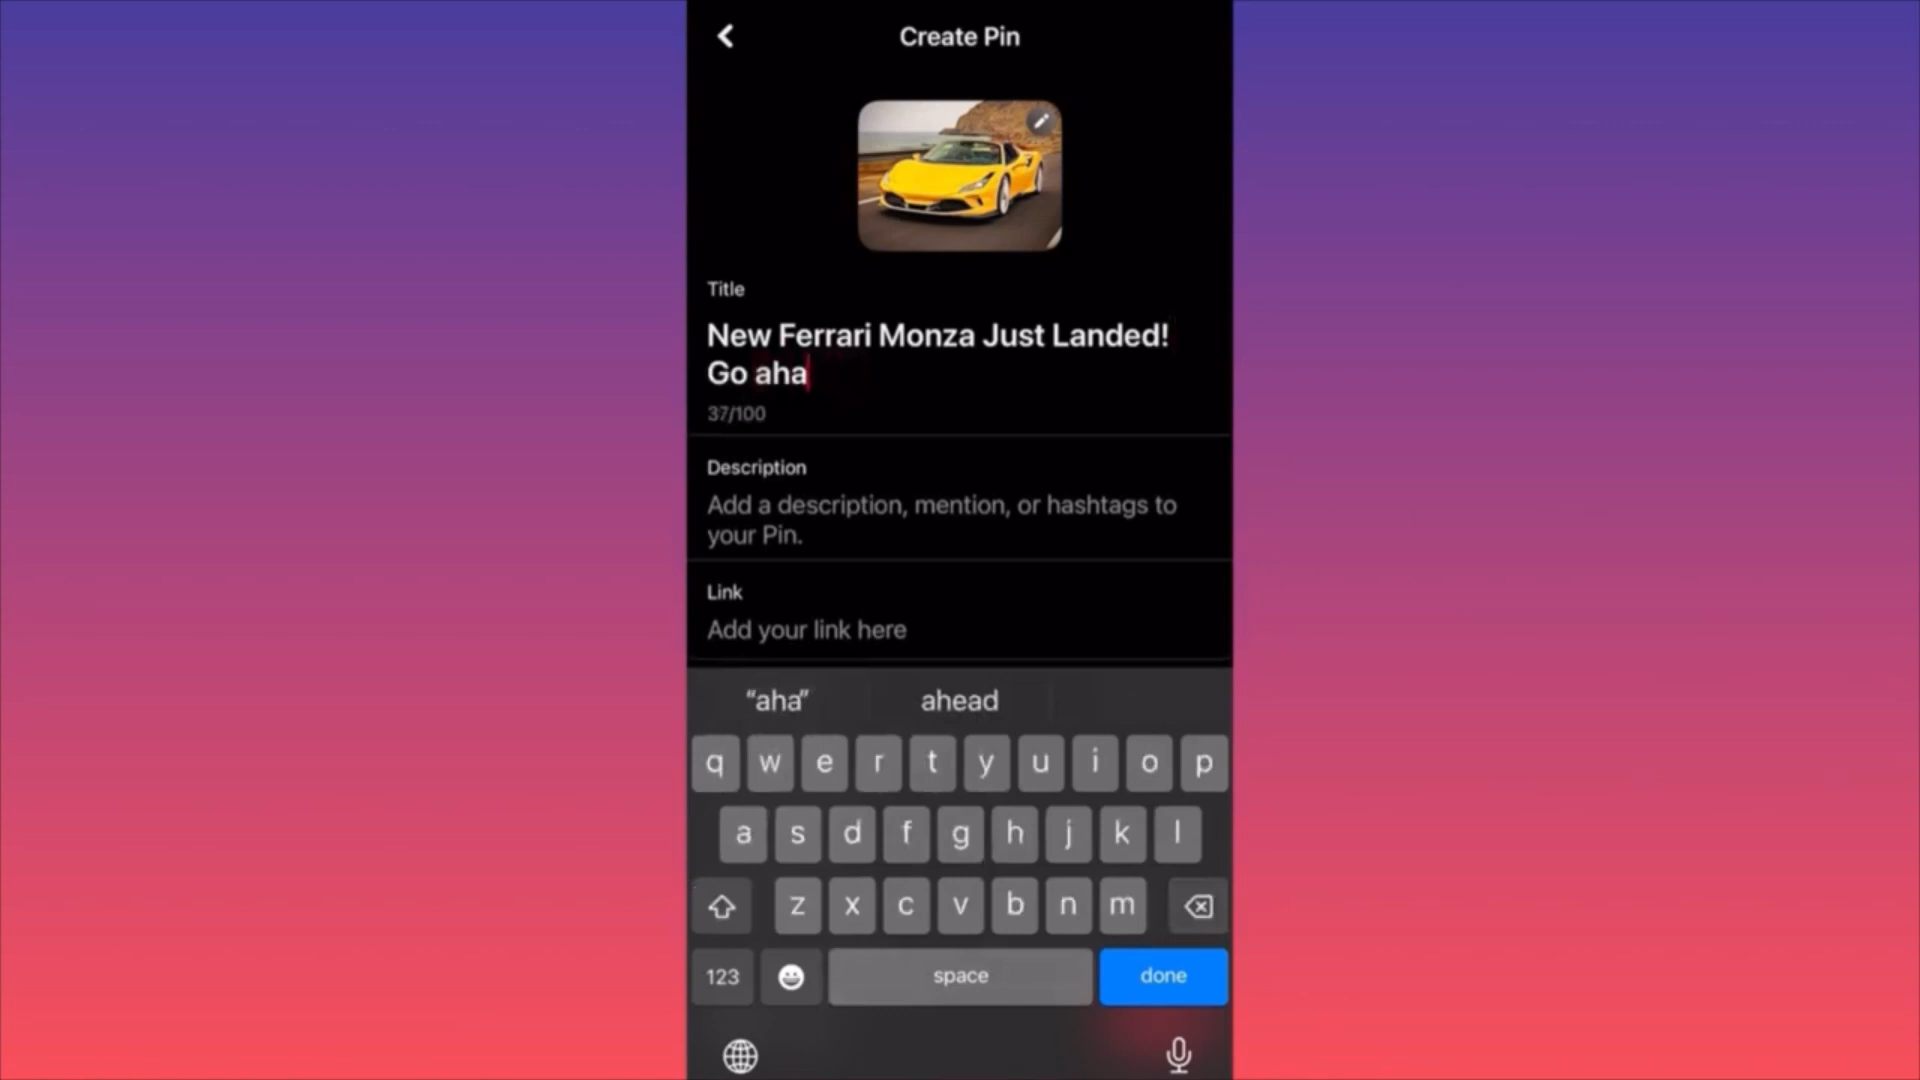 Create Pin
Title
New Ferrari Monza Just Landed!
Go aha
37/100
Description
Add a description, mention, or hashtags to
your Pin.
Link
Add your link here
“aha” ahead
q w e r t y u i o p
a s d f g h j k l
z x c v b n m
123 space done